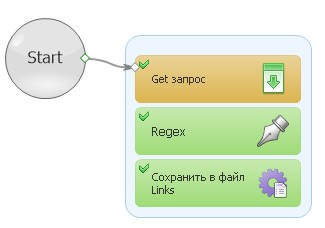 Start
Get запрос
Regex
Сохранить в файл
Links